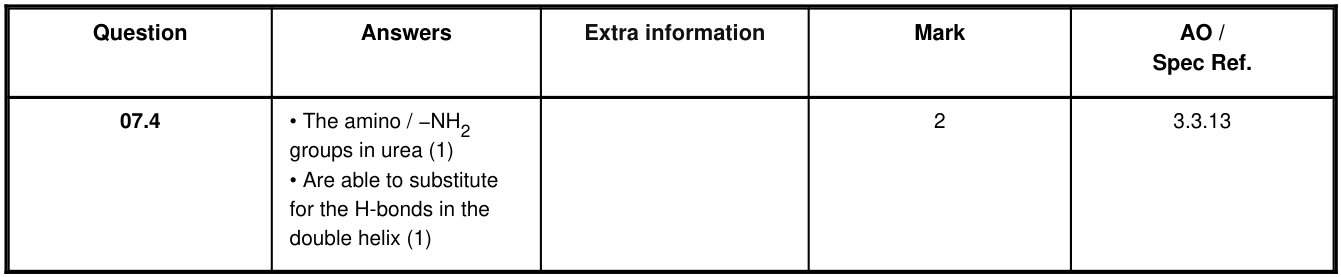 Question Answers Extra information Mark AO /
Spec Ref.
07.4 • The amino / –NH2 2 3.3.13
groups in urea (1)
• Are able to substitute
for the H-bonds in the
double helix (1)